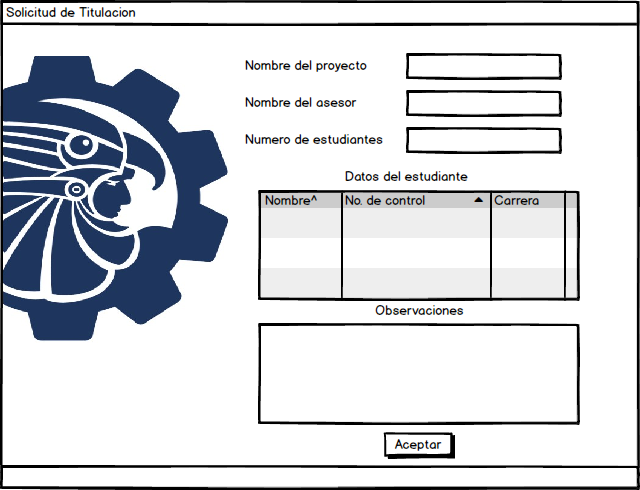 Solicitud de Titulacion
Nombre del proyecto
Nombre del asesor
Numero de estudiantes
Datos del estudiante
Nombre^ No. de control Carrera
Observaciones
Aceptar